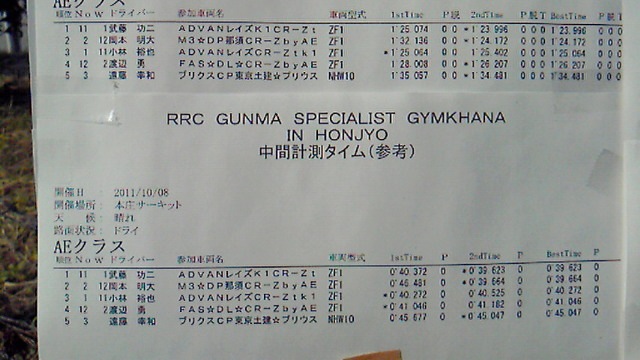 AEクラス
順位 No W ドライバー 参加車両名 車両型式 1stTime P 脱 2ndTime P 脱 T BestTime P 脱 T
1 11 1武藤 功二 ADVANレイズK1CR-Zt ZF1 1'25 074 0 0 *1'23 996 0 0 0 1'23.996 0 0 0
2 2 12岡本 明大 M3☆DP那須CR-ZbyAE ZF1 1'32 136 0 0 *1'24.172 0 0 0 1'24.172 0 0
3 1 11小林 裕也 ADVANレイズCR-Ztk1 ZF1 *1'25 064 0 0 1'25 402 0 0 0 1'25 064 0 0
4 12 2渡辺 勇 FAS☆DL☆CR-ZbyAE ZF1 1'28.008 0 0 *1'26 207 0 0 0 1'26 207 0 0
5 3 遠藤 幸和 プリクスCP東京土建☆プリウス NHW10 1'35 057 0 0 *1'34.481 0 0 0 1'34.481 0 0
RRC GUNMA SPECIALIST GYMKHANA
IN HONJYO
中間計測タイム(参考)
開催日 : 2011/10/08
開催場所: 本庄サーキット
天 候: 晴れ
路面状況: ドライ
AEクラス
順位 No W ドライバー 参加車両名 車両型式 1stTime P 2ndTime P BestTime P
1 11 1武藤 功二 ADVANレイズK1CR-Zt ZF1 0'40 372 0 *0'39 623 0 0'39 623 0
2 2 12岡本 明大 M3☆DP那須CR-ZbyAE ZF1 0'46 481 0 *0'39 664 0 0'39 664 0
3 1 11小林 裕也 ADVANレイズCR-Ztk1 ZF1 *0'40 272 0 0'40 525 0 0'40 272 0
4 12 2渡辺 勇 FAS☆DL☆CR-ZbyAE ZF1 *0'41 046 0 0'41 182 0 0'41 046 0
5 3 遠藤 幸和 プリクスCP東京土建☆プリウス NHW10 0'45 677 0 *0'45 047 0 0'45 047 0